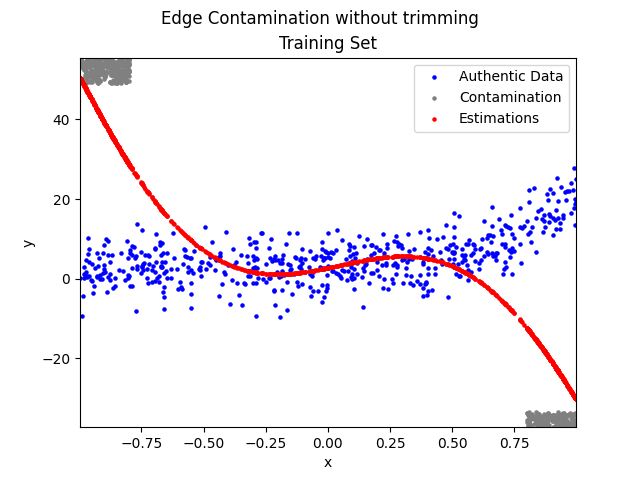 Edge Contamination without trimming
Training Set
Authentic Data
Contamination
Estimations
y
40
20
0
−20
−0.75 −0.50 −0.25 0.00 0.25 0.50 0.75
x